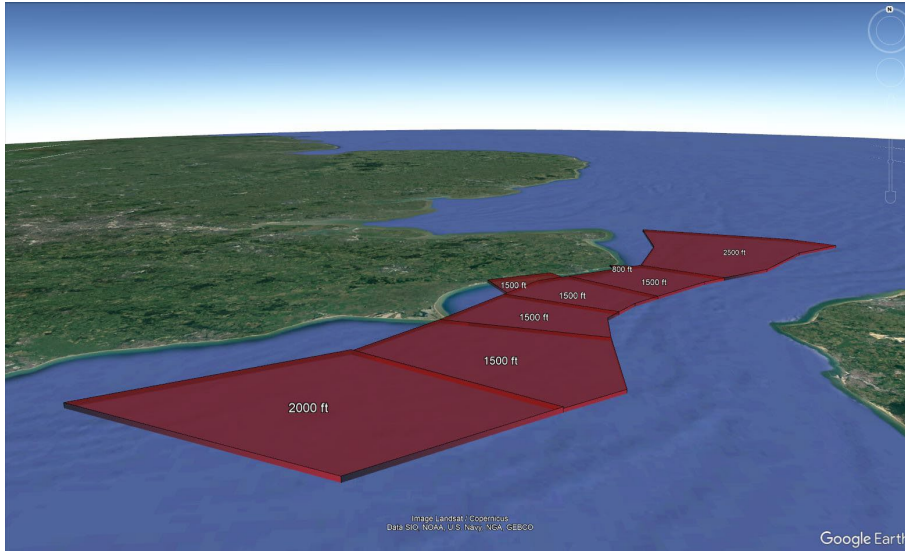 N
2500 ft
800 ft
1500 ft
1500 ft
1500 ft
1500 ft
1500 ft
2000 ft
Image Landsat / Copernicus
Data SIO, NOAA, U.S. Navy, NGA, GEBCO
Google Earth